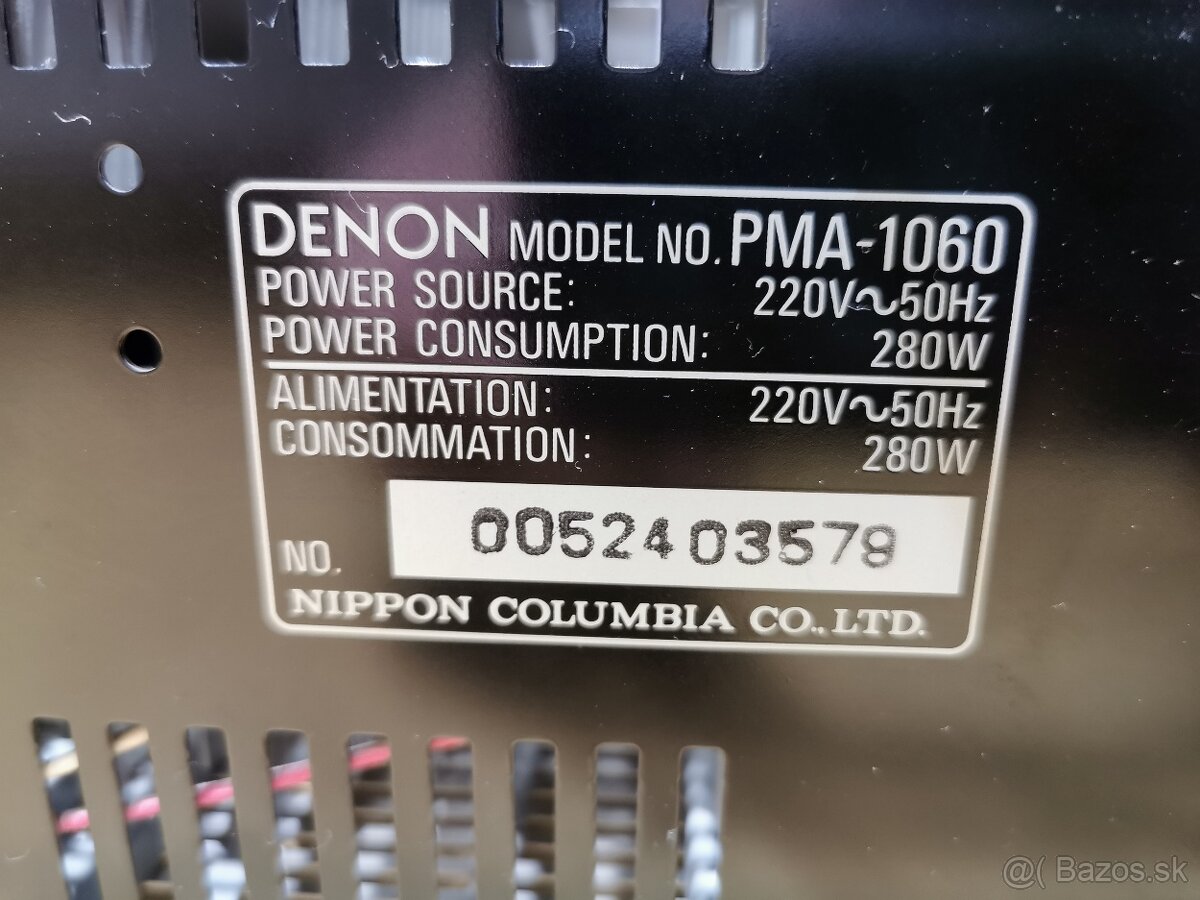 DENON MODEL NO. PMA-1060
POWER SOURCE: 220V~50Hz
POWER CONSUMPTION: 280W
ALIMENTATION: 220V~50Hz
CONSOMMATION: 280W
NO. 0052403578
NIPPON COLUMBIA CO., LTD.
@( Bazos.sk